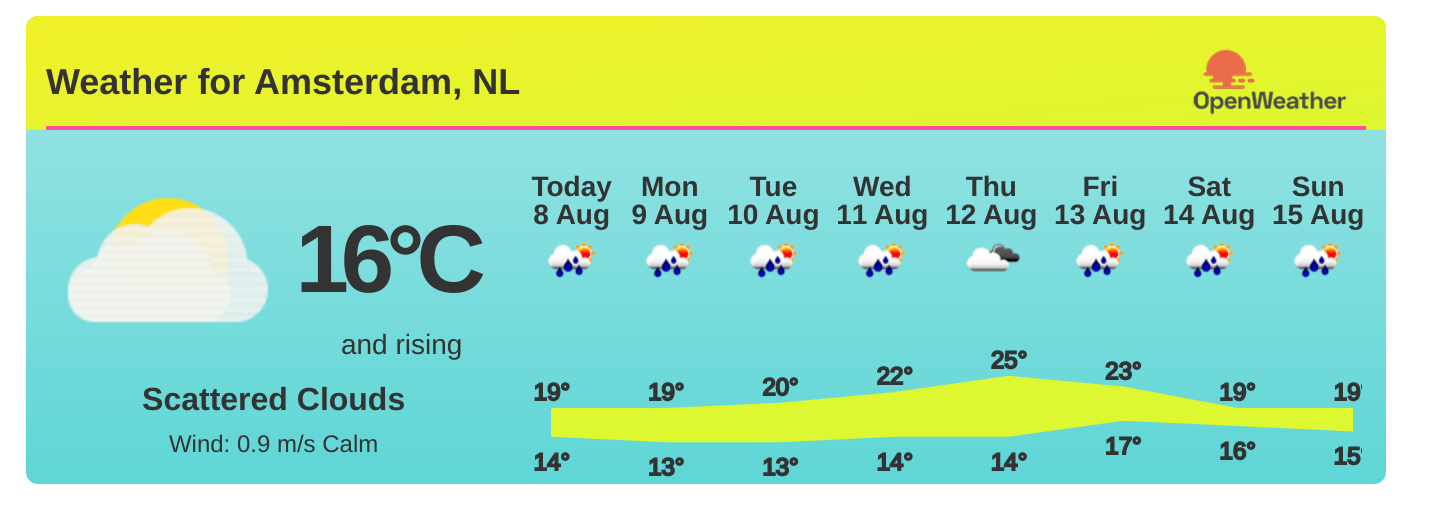 Weather for Amsterdam, NL
OpenWeather
16°C
and rising
Scattered Clouds
Wind: 0.9 m/s Calm
Today Mon Tue Wed Thu Fri Sat Sun
8 Aug 9 Aug 10 Aug 11 Aug 12 Aug 13 Aug 14 Aug 15 Aug
19° 19° 20° 22° 25° 23° 19° 19°
14° 13° 13° 14° 14° 17° 16° 15°